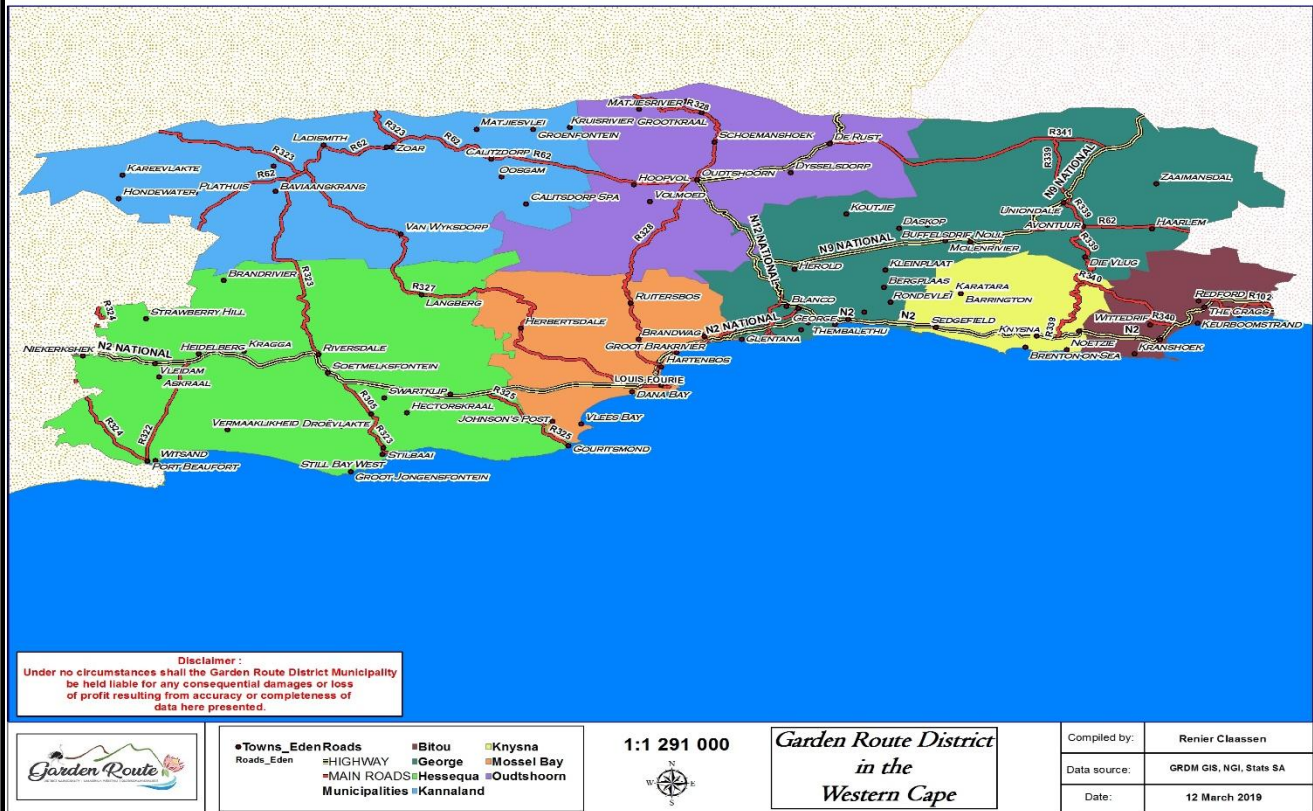 MATJIESRIVIER
R328
GROOTKRAAL
MATJIESVLEI
KRUISRIVIER
GROENFONTEIN
SCHOEMANSHOEK
DE RUST
LADISMITH
R323
R62
ZOAR
R323
R62
CALITZDORP
R62
R341
R339
N9 NATIONAL
KAREEVLAKTE
R62
PLATHUIS
HONDEWATER
BAVIAANSKRANG
OOSGAM
CALITSDORP SPA
HOOPVOL
OUDTSHOORN
DYSSELSDORP
VOLMOED
ZAAIMANSDAL
KOUTJIE
DASKOP
UNIONDALE
R339
AVONTUUR
R62
HAARLEM
VAN WYKSDORP
R328
N12 NATIONAL
N9 NATIONAL
BUFFELSDRIF NOLL
MOLENRIVIER
R339
HEROLD
KLEINPLAAT
DIE VLUG
BRANDRIVIER
R323
R327
LANGBERG
BERGPLAAS
KARATARA
R340
R324
STRAWBERRY HILL
RUITERSBOS
BLANCO
RONDEVLEI
BARRINGTON
REDFORD
R102
THE CRAGS
HERBERTSDALE
BRANDWAG
N2 NATIONAL
GEORGE
N2
SEDGEFIELD
N2
KNYSNA
R339
WITTEDRIF
R340
KEURBOOMSTRAND
NIEKERKSHEK
N2 NATIONAL
HEIDELBERG
KRAGGA
RIVERSDALE
GROOT BRAKRIVIER
GLENTANA
THEMBALETHU
N2
NOETZIE
KRANSHOEK
BRENTON-ON-SEA
VLEIDAM
SOETMELKSFONTEIN
HARTENBOS
ASKRAAL
LOUIS FOURIE
SWARTKLIP
R325
DANA BAY
R305
HECTORSKRAAL
R324
R322
VERMAAKLIKHEID
DROËVLAKTE
JOHNSON'S POST
VLEES BAY
R323
R325
GOURITSMOND
WITSAND
PORT BEAUFORT
STILBAAI
STILL BAY WEST
GROOT JONGENSFONTEIN
Disclaimer :
Under no circumstances shall the Garden Route District Municipality
be held liable for any consequential damages or loss
of profit resulting from accuracy or completeness of
data here presented.
Garden Route
Towns_Eden
Roads_Eden
Roads
HIGHWAY
MAIN ROADS
Municipalities
Bitou
George
Hessequa
Kannaland
Knysna
Mossel Bay
Oudtshoorn
1:1 291 000
N
W
E
S
Garden Route District
in the
Western Cape
Compiled by:
Renier Claassen
Data source:
GRDM GIS, NGI, Stats SA
Date:
12 March 2019